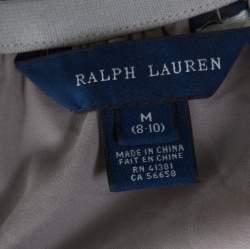 RALPH LAUREN
M
(8-10)
MADE IN CHINA
FAIT EN CHINE
RN 41381
CA 56658